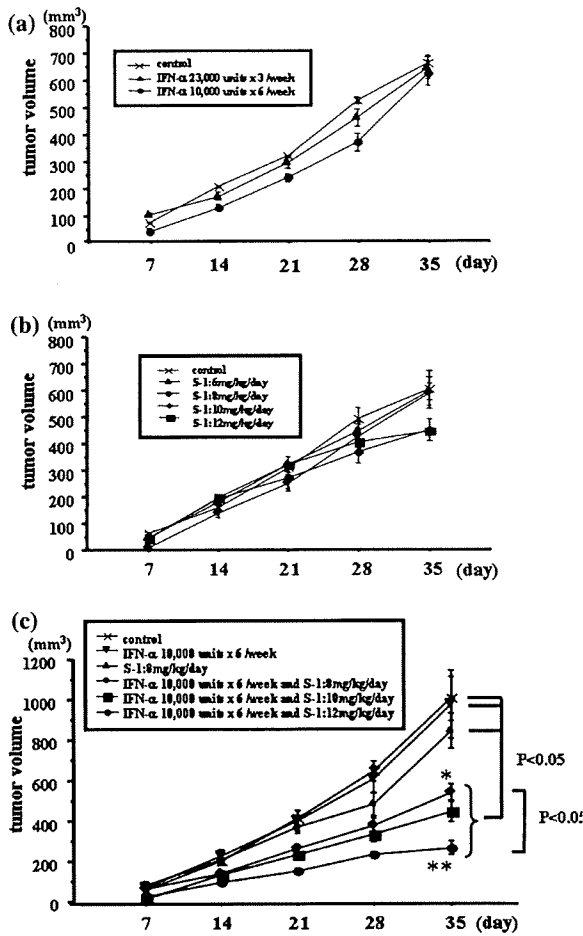 (a)
(mm³)
800
700
600
500
400
300
200
100
0
tumor volume
control
IFN-α 23,000 units x 3 /week
IFN-α 10,000 units x 6 /week
7 14 21 28 35 (day)
(b)
(mm³)
800
700
600
500
400
300
200
100
0
tumor volume
control
S-1:6mg/kg/day
S-1:8mg/kg/day
S-1:10mg/kg/day
S-1:12mg/kg/day
7 14 21 28 35 (day)
(c)
(mm³)
1200
1000
800
600
400
200
0
tumor volume
control
IFN-α 10,000 units x 6 /week
S-1:8mg/kg/day
IFN-α 10,000 units x 6 /week and S-1:8mg/kg/day
IFN-α 10,000 units x 6 /week and S-1:10mg/kg/day
IFN-α 10,000 units x 6 /week and S-1:12mg/kg/day
P<0.05
*
P<0.05
**
7 14 21 28 35 (day)